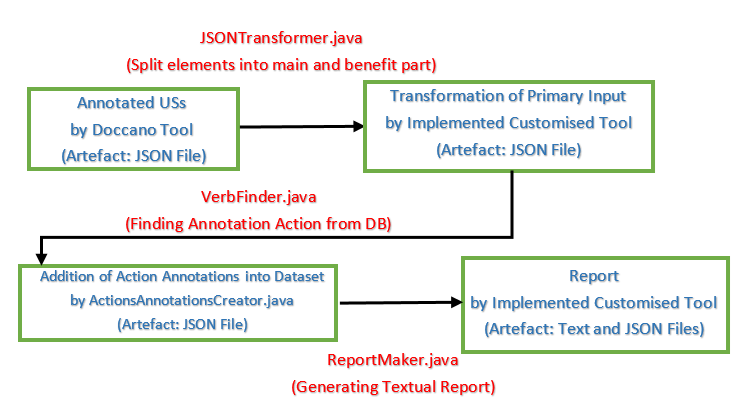 JSONTransformer.java
(Split elements into main and benefit part)
Annotated USs
by Doccano Tool
(Artefact: JSON File)
Transformation of Primary Input
by Implemented Customised Tool
(Artefact: JSON File)
VerbFinder.java
(Finding Annotation Action from DB)
Addition of Action Annotations into Dataset
by ActionsAnnotationsCreator.java
(Artefact: JSON File)
Report
by Implemented Customised Tool
(Artefact: Text and JSON Files)
ReportMaker.java
(Generating Textual Report)